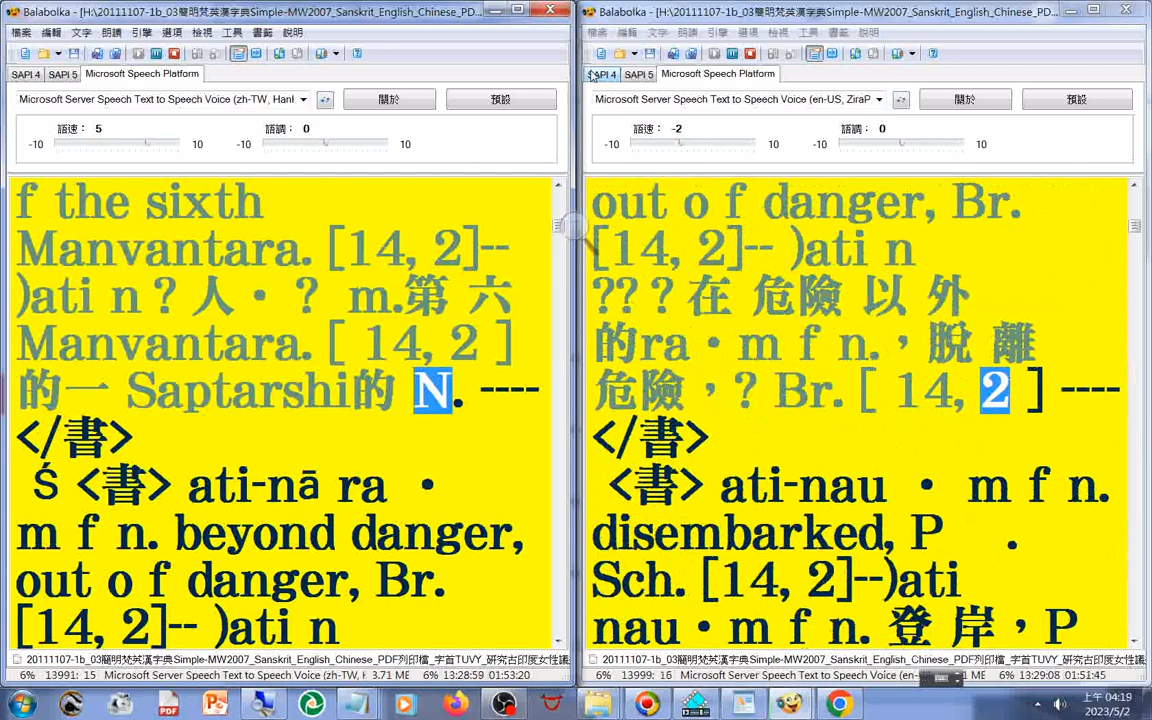 Balabolka - [H:\20111107-1b_03簡明梵英漢字典Simple-MW2007_Sanskrit_English_Chinese_PD...
檔案 編輯 文字 朗讀 引擎 選項 檢視 工具 書籤 說明
SAPI 4 SAPI 5 Microsoft Speech Platform
Microsoft Server Speech Text to Speech Voice (zh-TW, Hanl
關於 預設
語速： 5 語調： 0
-10 10 -10 10
f the sixth
Manvantara. [14, 2]--
)ati n？人・？ m.第 六
Manvantara. [ 14, 2 ]
的一 Saptarshi的 N. ----
</書>
Ś <書> ati-nā ra ・
m f n. beyond danger,
out o f danger, Br.
[14, 2]-- )ati n
20111107-1b_03簡明梵英漢字典Simple-MW2007_Sanskrit_English_Chinese_PDF列印檔_字首TUVY_研究古印度女性議
6% 13991: 15 Microsoft Server Speech Text to Speech Voice (zh-TW, H 3.71 ME 6% 13:28:59 01:53:20
Balabolka - [H:\20111107-1b_03簡明梵英漢字典Simple-MW2007_Sanskrit_English_Chinese_PD...
檔案 編輯 文字 朗讀 引擎 選項 檢視 工具 書籤 說明
SAPI 4 SAPI 5 Microsoft Speech Platform
Microsoft Server Speech Text to Speech Voice (en-US, ZiraP
關於 預設
語速： -2 語調： 0
-10 10 -10 10
out o f danger, Br.
[14, 2]-- )ati n
??？在 危險 以 外
的ra・m f n.，脫 離
危險，? Br. [ 14, 2 ] ----
</書>
<書> ati-nau ・ m f n.
disembarked, P .
Sch. [14, 2]--)ati
nau・m f n. 登 岸，P
20111107-1b_03簡明梵英漢字典Simple-MW2007_Sanskrit_English_Chinese_PDF列印檔_字首TUVY_研究古印度女性議
6% 13999: 16 Microsoft Server Speech Text to Speech Voice (en-US, ME 6% 13:29:08 01:51:45
上午 04:19
2023/5/2